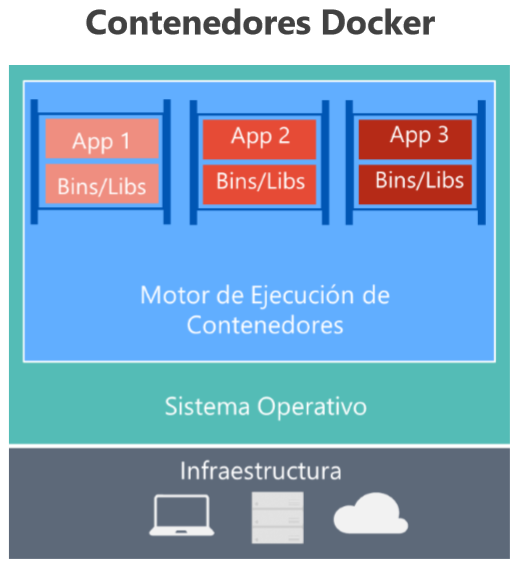 Contenedores Docker
App 1
Bins/Libs
App 2
Bins/Libs
App 3
Bins/Libs
Motor de Ejecución de
Contenedores
Sistema Operativo
Infraestructura